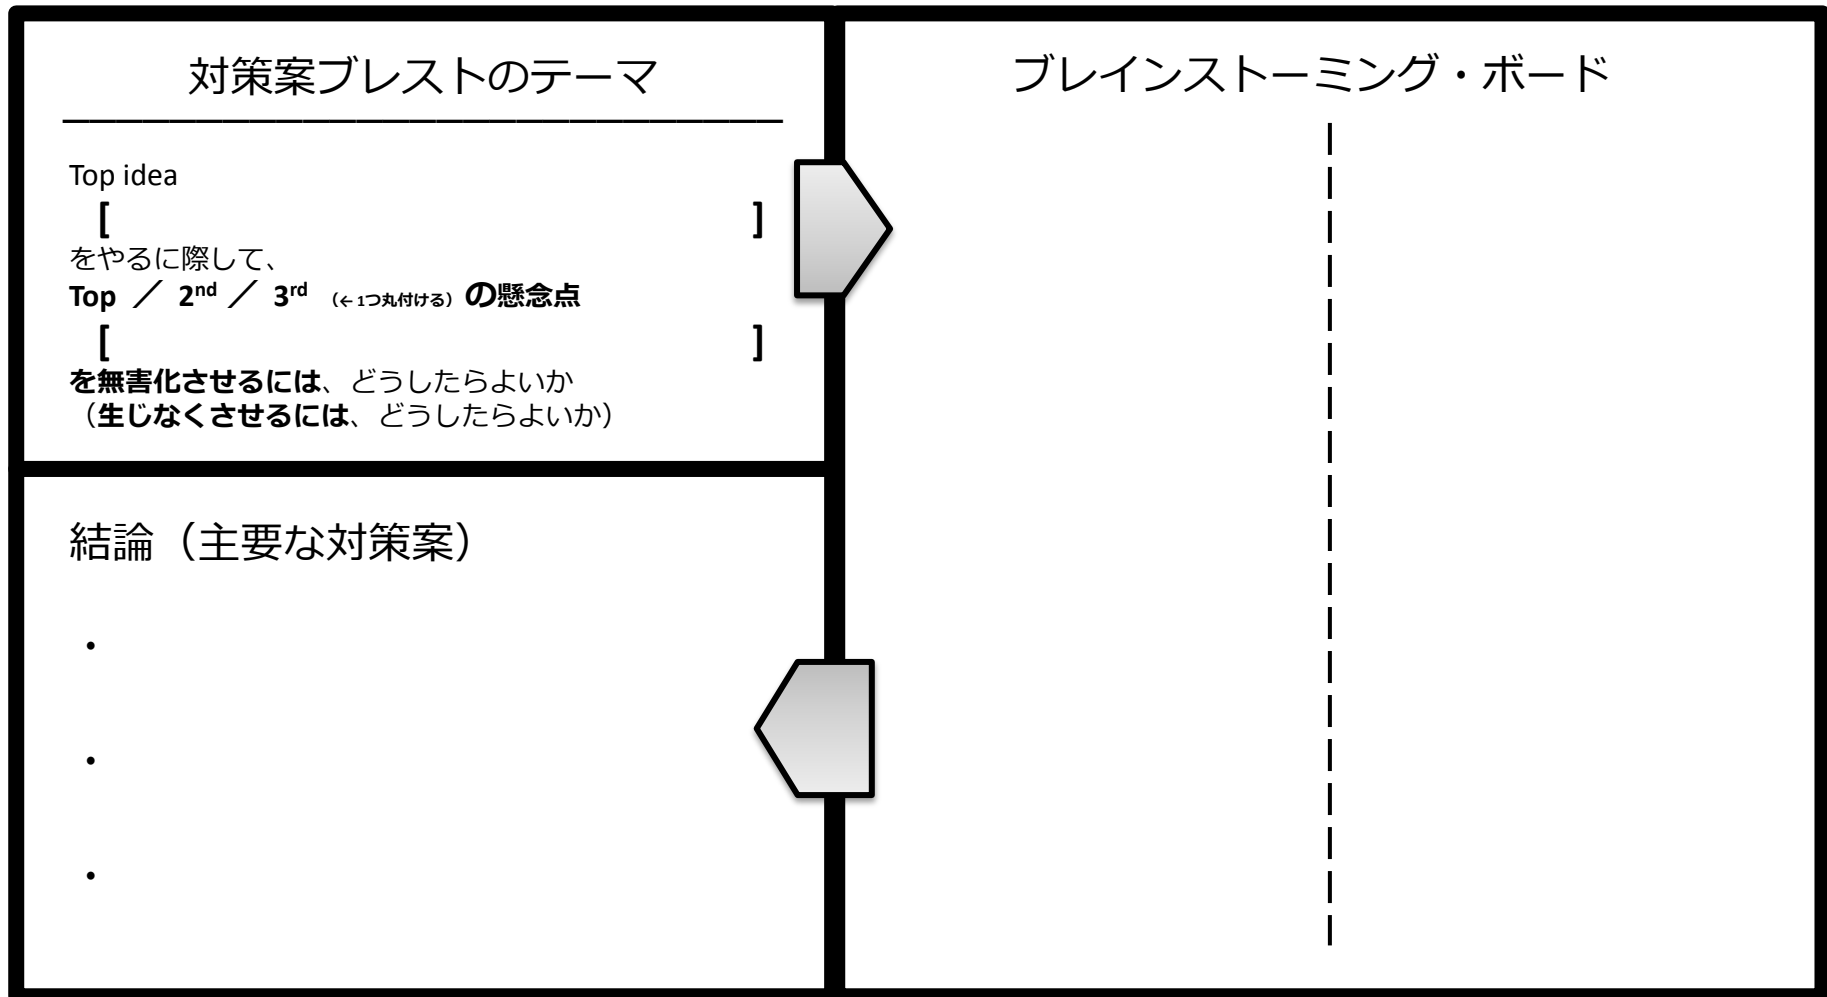 対策案ブレストのテーマ
Top idea
[ ]
をやるに際して、
Top ／ 2nd ／ 3rd （←1つ丸付ける）の懸念点
[ ]
を無害化させるには、どうしたらよいか
（生じなくさせるには、どうしたらよいか）
結論（主要な対策案）
・
・
・
ブレインストーミング・ボード